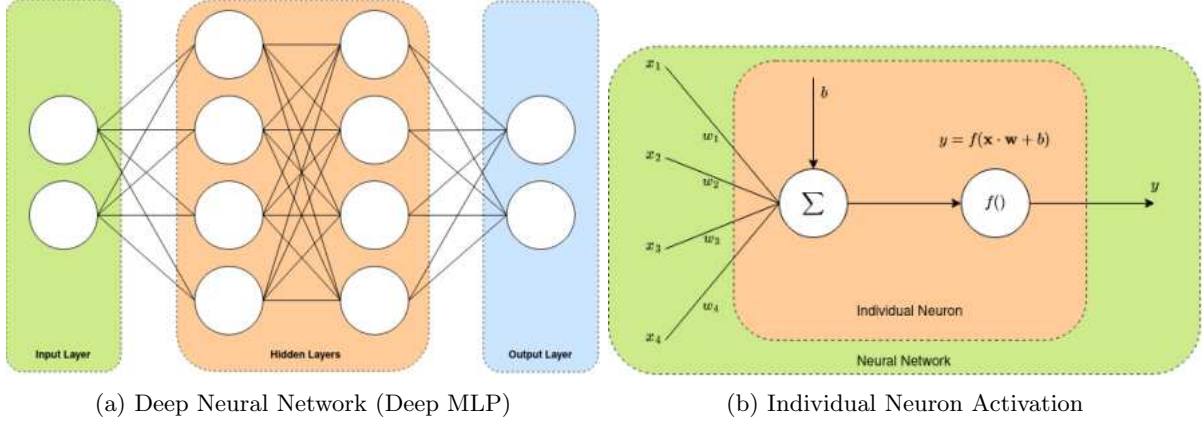 Input Layer
Hidden Layers
Output Layer
(a) Deep Neural Network (Deep MLP)
x₁
b
w₁
y = f(x · w + b)
x₂
w₂
y
∑
f()
w₃
x₃
w₄
Individual Neuron
x₄
Neural Network
(b) Individual Neuron Activation